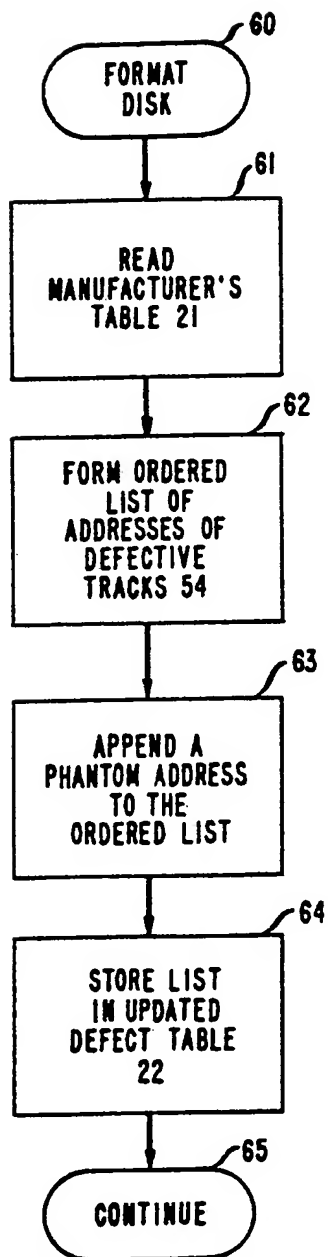 60
FORMAT
DISK
61
READ
MANUFACTURER'S
TABLE 21
62
FORM ORDERED
LIST OF
ADDRESSES OF
DEFECTIVE
TRACKS 54
63
APPEND A
PHANTOM ADDRESS
TO THE
ORDERED LIST
64
STORE LIST
IN UPDATED
DEFECT TABLE
22
65
CONTINUE